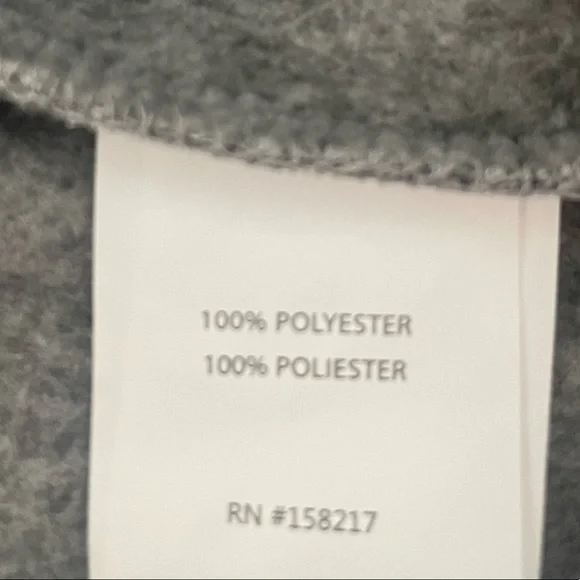 100% POLYESTER
100% POLIESTER
RN #158217